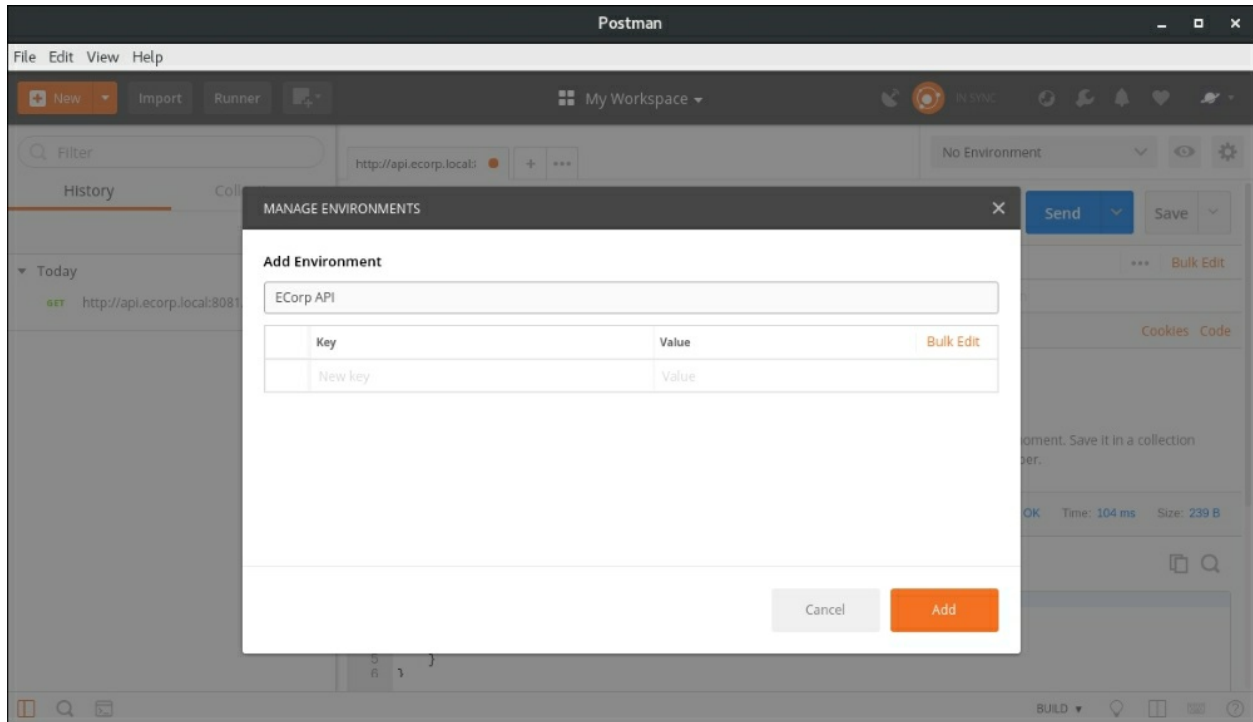 Postman
File Edit View Help
New Import Runner My Workspace IN SYNC
Filter
http://api.ecorp.local: + •••
No Environment
History Coll
MANAGE ENVIRONMENTS
Send Save
Add Environment
Today
••• Bulk Edit
ECorp API
GET http://api.ecorp.local:8081
Key Value Bulk Edit
Cookies Code
New key Value
oment. Save it in a collection
ber.
OK Time: 104 ms Size: 239 B
Cancel Add
5 }
6 }
BUILD